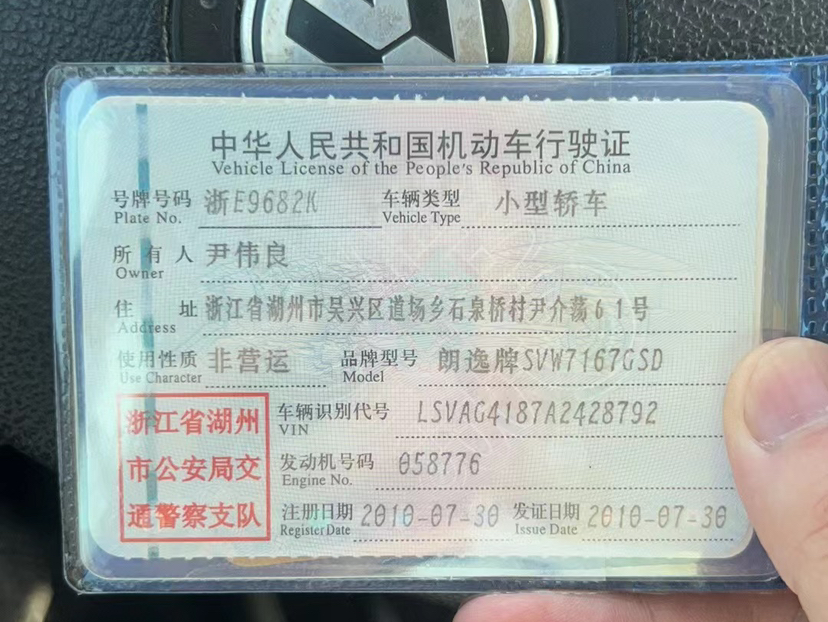 中华人民共和国机动车行驶证
Vehicle License of the People's Republic of China
号牌号码 浙E9682K 车辆类型 小型轿车
Plate No. Vehicle Type
所有人 尹伟良
Owner
住址 浙江省湖州市吴兴区道场乡石泉桥村尹介荡61号
Address
使用性质 非营运 品牌型号 朗逸牌SVW7167GSD
Use Character Model
浙江省湖州
市公安局交
通警察支队
车辆识别代号 LSVAG4187A2428792
VIN
发动机号码 058776
Engine No.
注册日期 2010-07-30 发证日期 2010-07-30
Register Date Issue Date